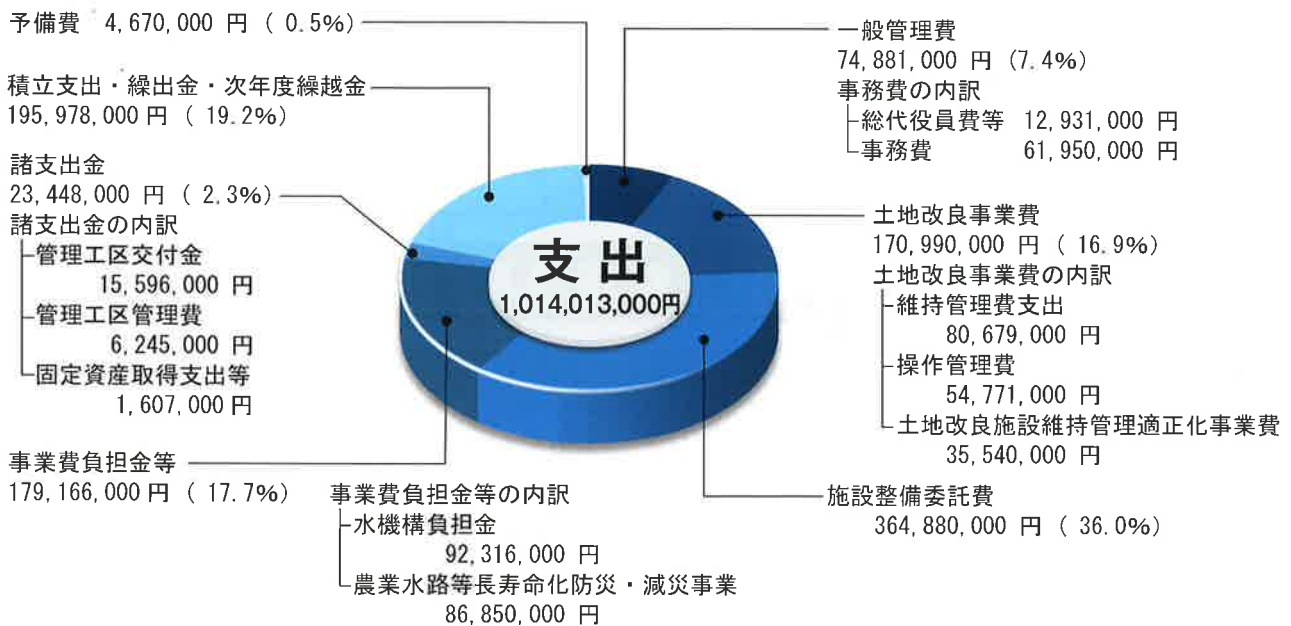 予備費 4,670,000 円 ( 0.5%)
積立支出・繰出金・次年度繰越金
195,978,000円 ( 19.2%)
諸支出金
23,448,000 円 ( 2.3%)
諸支出金の内訳
管理工区交付金
15,596,000 円
管理工区管理費
6,245,000 円
固定資産取得支出等
1,607,000円
事業費負担金等
179,166,000円 ( 17.7%)
事業費負担金等の内訳
水機構負担金
92,316,000 円
農業水路等長寿命化防災・減災事業
86,850,000 円
支出
1,014,013,000円
一般管理費
74,881,000 円 (7.4%)
事務費の内訳
総代役員費等 12,931,000 円
事務費 61,950,000 円
土地改良事業費
170,990,000 円 ( 16.9%)
土地改良事業費の内訳
維持管理費支出
80,679,000 円
操作管理費
54,771,000 円
土地改良施設維持管理適正化事業費
35,540,000 円
施設整備委託費
364,880,000 円 ( 36.0%)